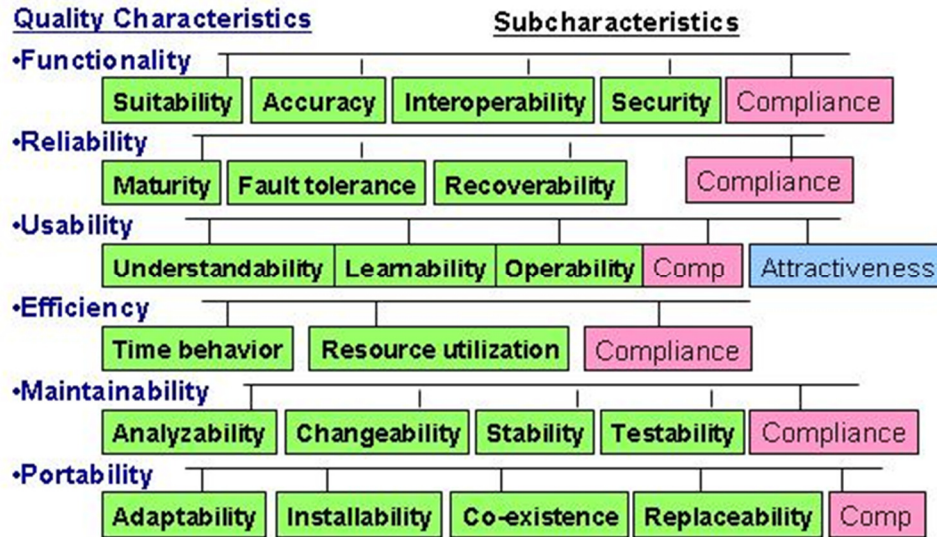 Quality Characteristics Subcharacteristics
•Functionality
Suitability Accuracy Interoperability Security Compliance
•Reliability
Maturity Fault tolerance Recoverability Compliance
•Usability
Understandability Learnability Operability Comp Attractiveness
•Efficiency
Time behavior Resource utilization Compliance
•Maintainability
Analyzability Changeability Stability Testability Compliance
•Portability
Adaptability Installability Co-existence Replaceability Comp